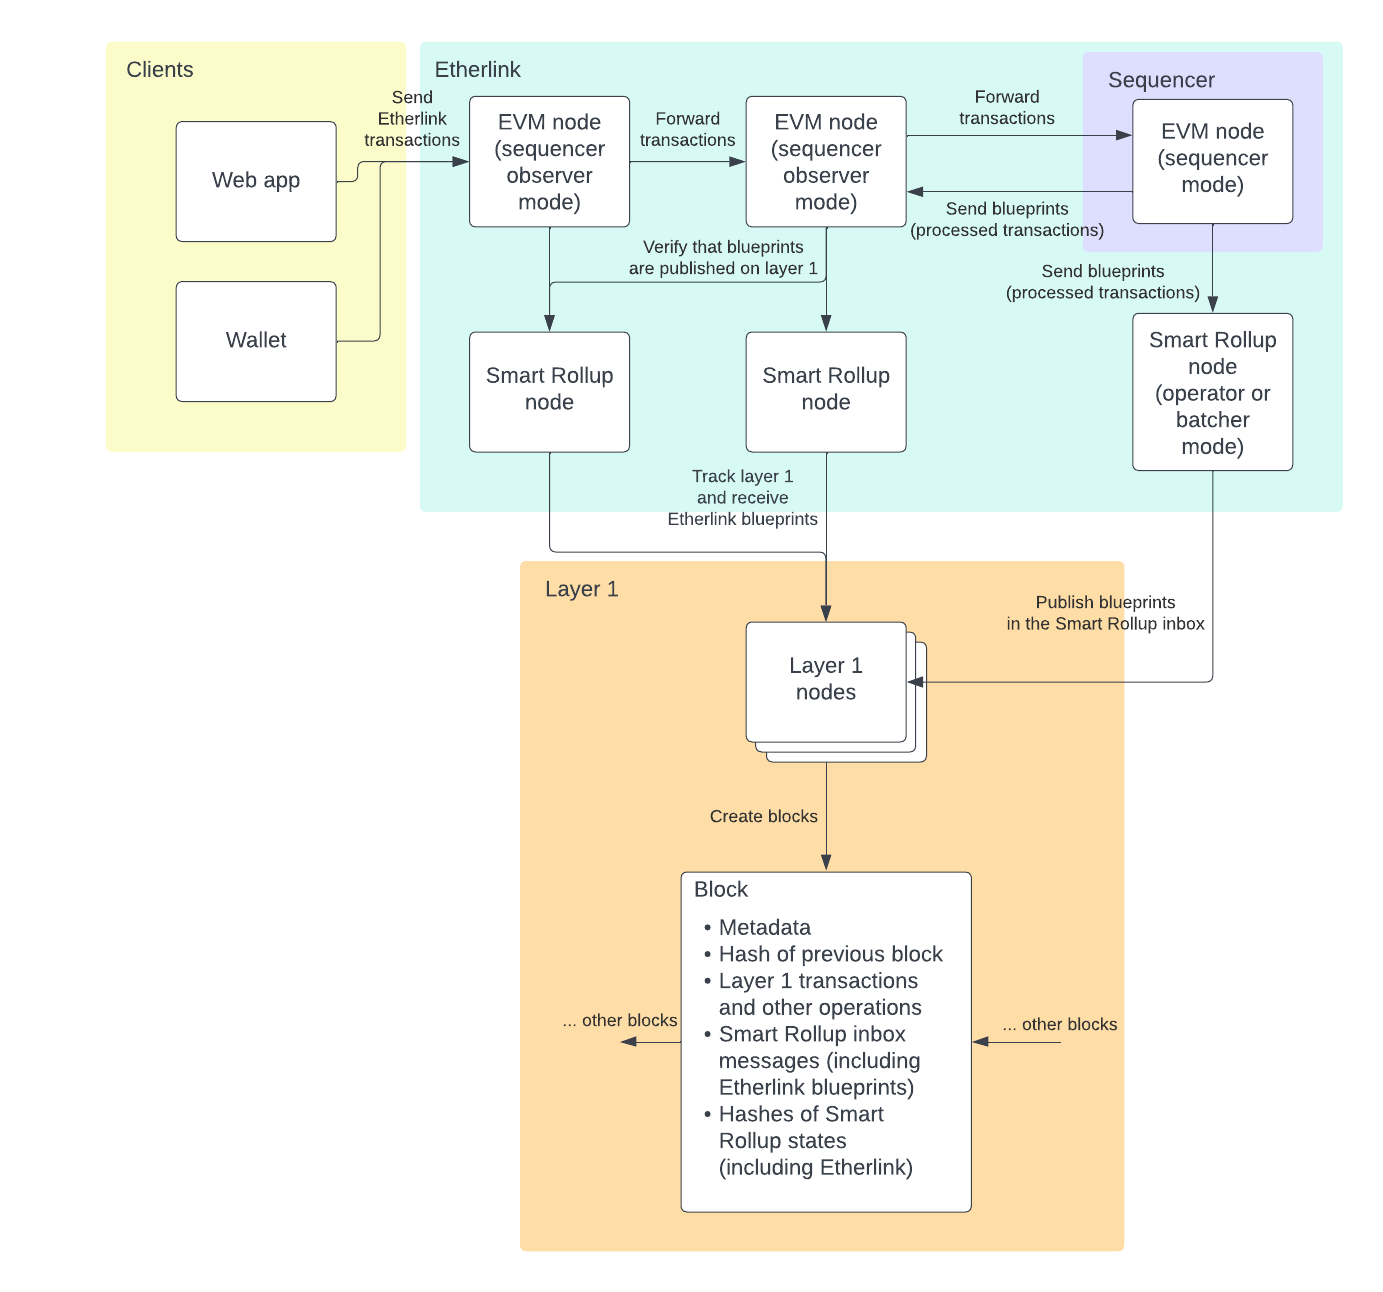 Clients
Etherlink
Sequencer
Send
Etherlink
transactions
Web app
Wallet
EVM node
(sequencer
observer
mode)
Forward
transactions
EVM node
(sequencer
observer
mode)
Forward
transactions
EVM node
(sequencer
mode)
Send blueprints
(processed transactions)
Verify that blueprints
are published on layer 1
Send blueprints
(processed transactions)
Smart Rollup
node
Smart Rollup
node
Smart Rollup
node
(operator or
batcher
mode)
Track layer 1
and receive
Etherlink blueprints
Layer 1
Publish blueprints
in the Smart Rollup inbox
Layer 1
nodes
Create blocks
Block
• Metadata
• Hash of previous block
• Layer 1 transactions
and other operations
• Smart Rollup inbox
messages (including
Etherlink blueprints)
• Hashes of Smart
Rollup states
(including Etherlink)
... other blocks
... other blocks